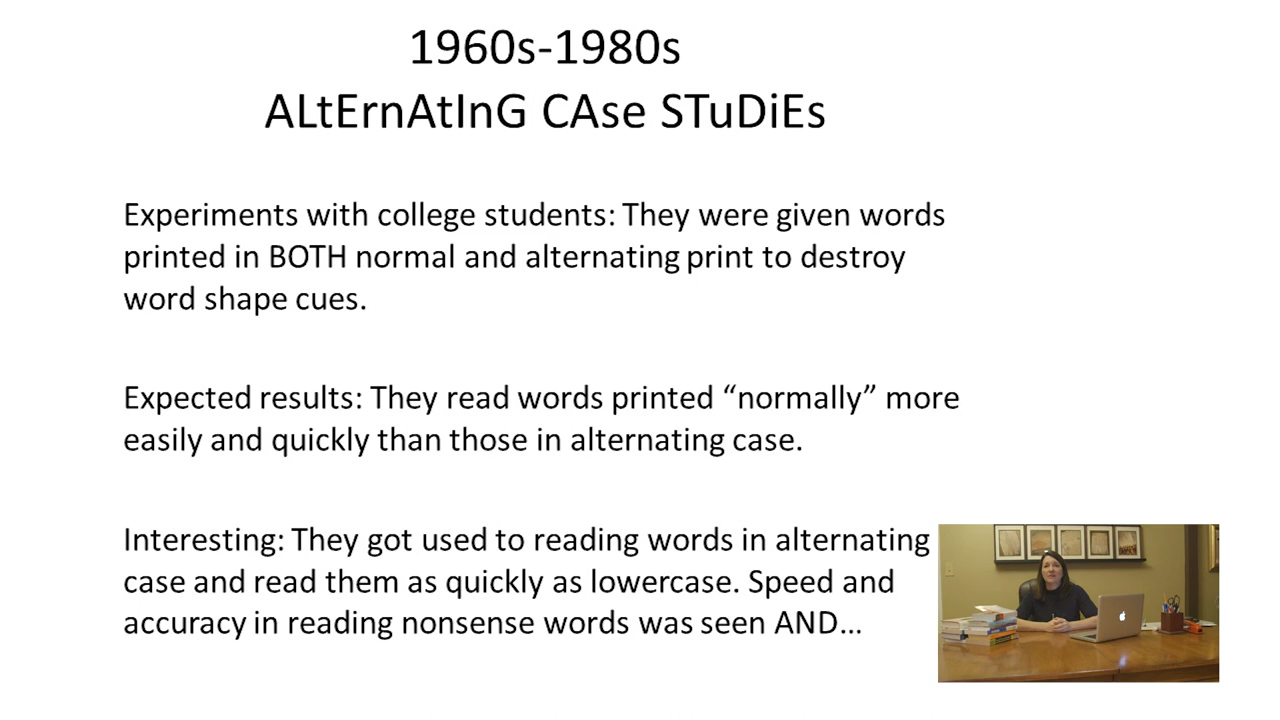 1960s-1980s
ALtErnAtInG CAse STuDiEs
Experiments with college students: They were given words
printed in BOTH normal and alternating print to destroy
word shape cues.
Expected results: They read words printed “normally” more
easily and quickly than those in alternating case.
Interesting: They got used to reading words in alternating
case and read them as quickly as lowercase. Speed and
accuracy in reading nonsense words was seen AND…